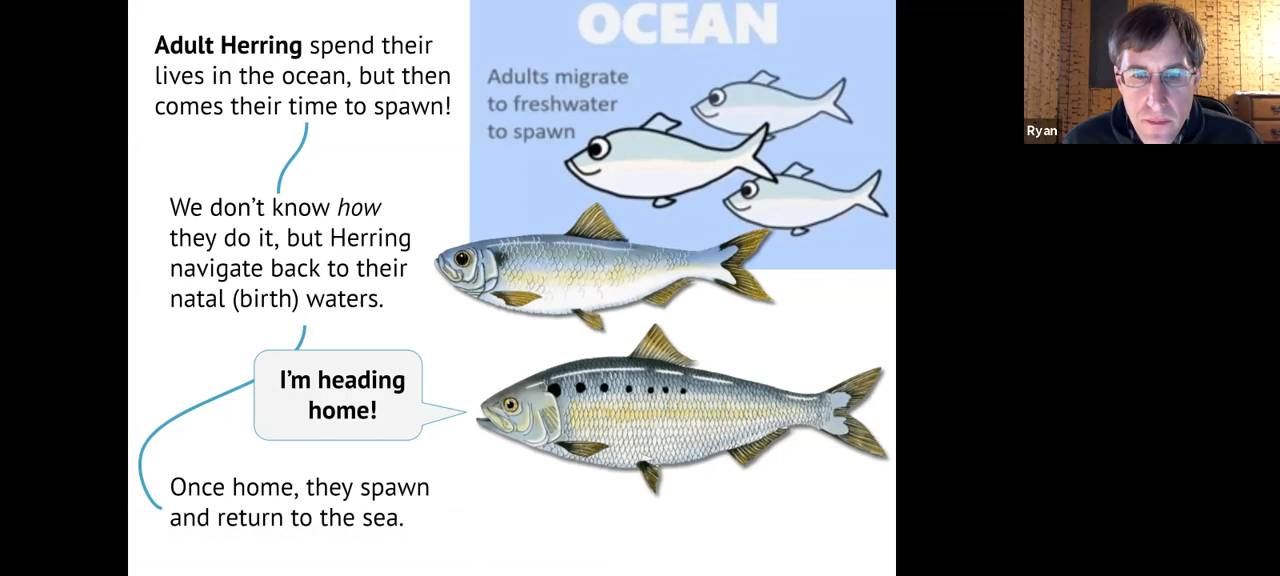 Adult Herring spend their
lives in the ocean, but then
comes their time to spawn!
We don't know how
they do it, but Herring
navigate back to their
natal (birth) waters.
I'm heading
home!
Once home, they spawn
and return to the sea.
OCEAN
Adults migrate
to freshwater
to spawn
Ryan